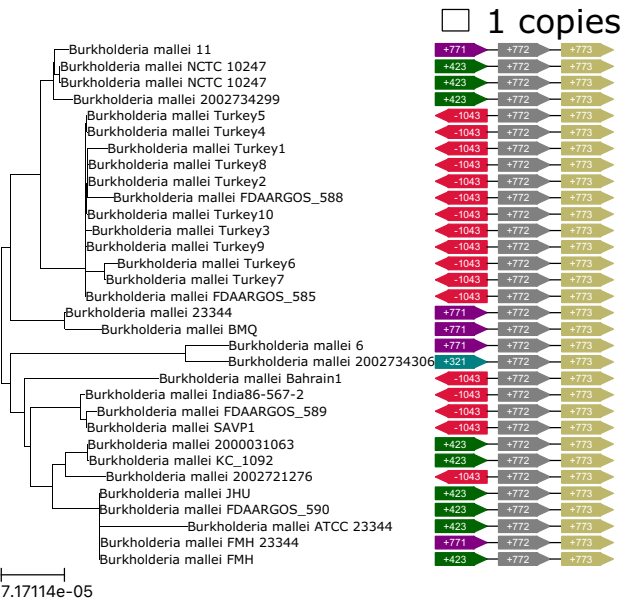 1 copies
Burkholderia mallei 11 +771 +772 +773
Burkholderia mallei NCTC 10247 +423 +772 +773
Burkholderia mallei NCTC 10247 +423 +772 +773
Burkholderia mallei 2002734299 +423 +772 +773
Burkholderia mallei Turkey5 -1043 +772 +773
Burkholderia mallei Turkey4 -1043 +772 +773
Burkholderia mallei Turkey1 -1043 +772 +773
Burkholderia mallei Turkey8 -1043 +772 +773
Burkholderia mallei Turkey2 -1043 +772 +773
Burkholderia mallei FDAARGOS_588 -1043 +772 +773
Burkholderia mallei Turkey10 -1043 +772 +773
Burkholderia mallei Turkey3 -1043 +772 +773
Burkholderia mallei Turkey9 -1043 +772 +773
Burkholderia mallei Turkey6 -1043 +772 +773
Burkholderia mallei Turkey7 -1043 +772 +773
Burkholderia mallei FDAARGOS_585 -1043 +772 +773
Burkholderia mallei 23344 +771 +772 +773
Burkholderia mallei BMQ +771 +772 +773
Burkholderia mallei 6 +771 +772 +773
Burkholderia mallei 2002734306 +321 +772 +773
Burkholderia mallei Bahrain1 -1043 +772 +773
Burkholderia mallei India86-567-2 -1043 +772 +773
Burkholderia mallei FDAARGOS_589 -1043 +772 +773
Burkholderia mallei SAVP1 -1043 +772 +773
Burkholderia mallei 2000031063 +423 +772 +773
Burkholderia mallei KC_1092 +423 +772 +773
Burkholderia mallei 2002721276 -1043 +772 +773
Burkholderia mallei JHU +423 +772 +773
Burkholderia mallei FDAARGOS_590 +423 +772 +773
Burkholderia mallei ATCC 23344 +423 +772 +773
Burkholderia mallei FMH 23344 +771 +772 +773
Burkholderia mallei FMH +423 +772 +773
7.17114e-05